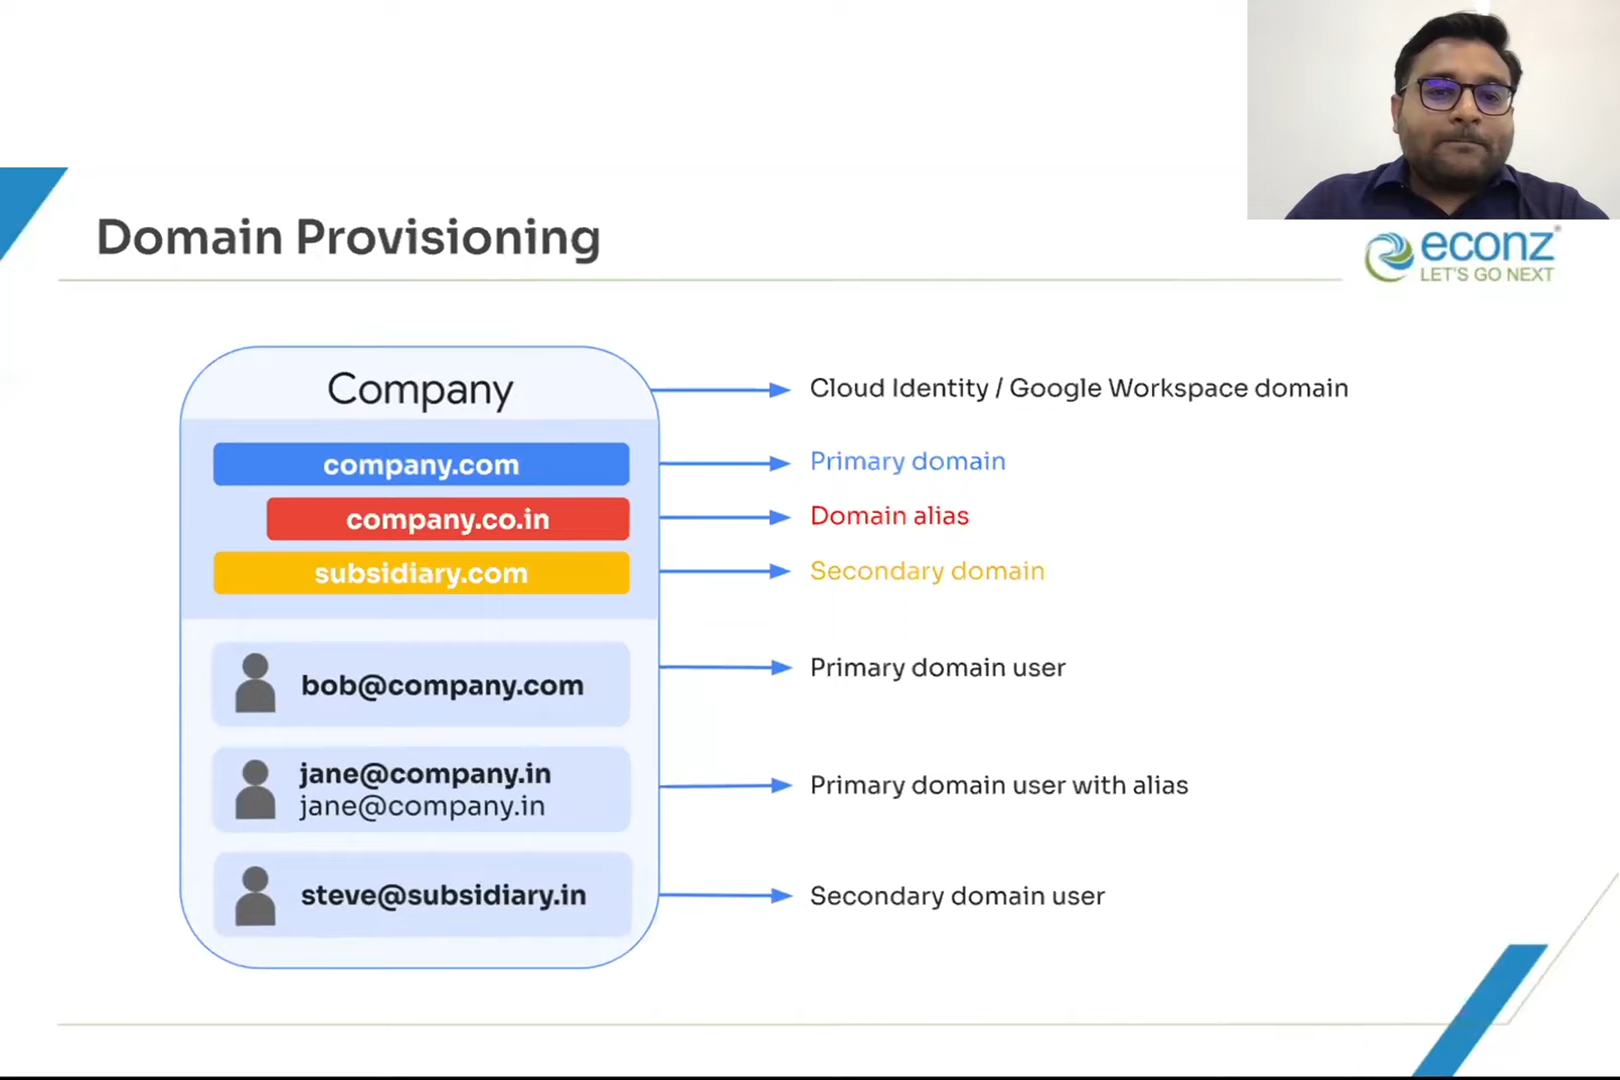 Domain Provisioning
econz®
LET'S GO NEXT
Company
Cloud Identity / Google Workspace domain
company.com
Primary domain
company.co.in
Domain alias
subsidiary.com
Secondary domain
bob@company.com
Primary domain user
jane@company.in
jane@company.in
Primary domain user with alias
steve@subsidiary.in
Secondary domain user